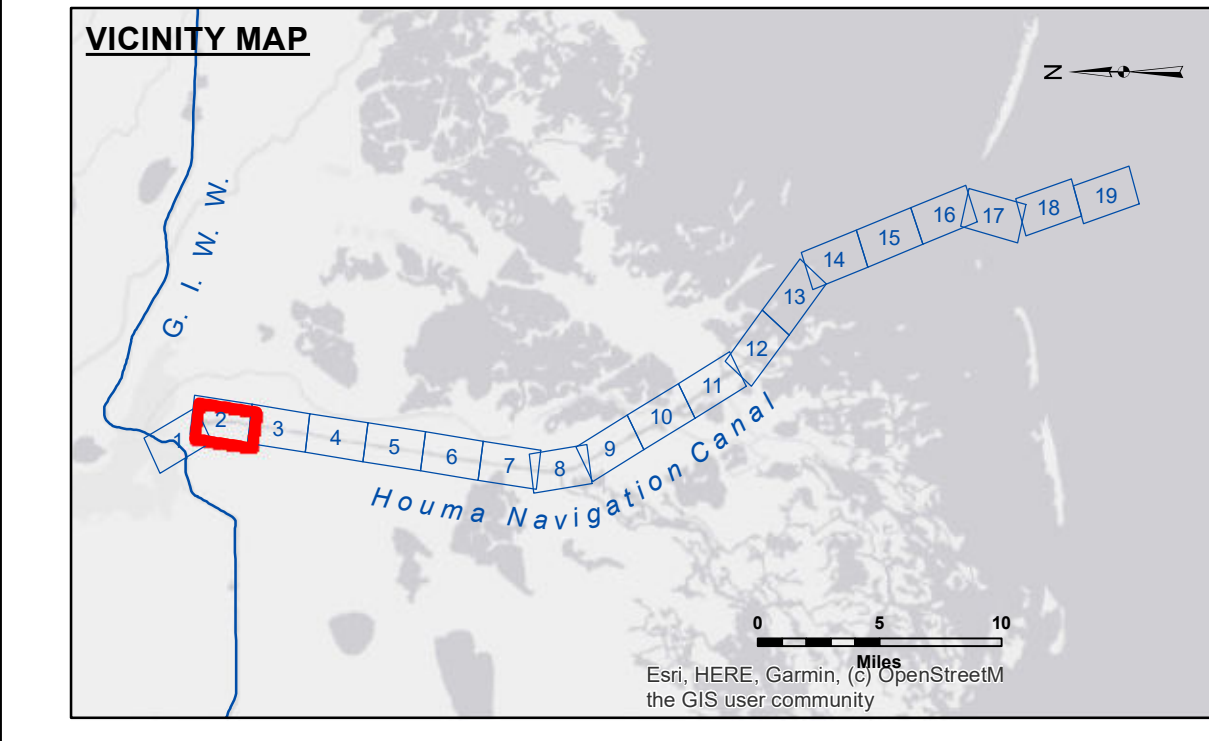 VICINITY MAP
N
G. I. W. W.
1
2
3
4
5
6
7
8
9
10
11
12
13
14
15
16
17
18
19
Houma Navigation Canal
0 5 10
Miles
Esri, HERE, Garmin, (c) OpenStreetM
the GIS user community